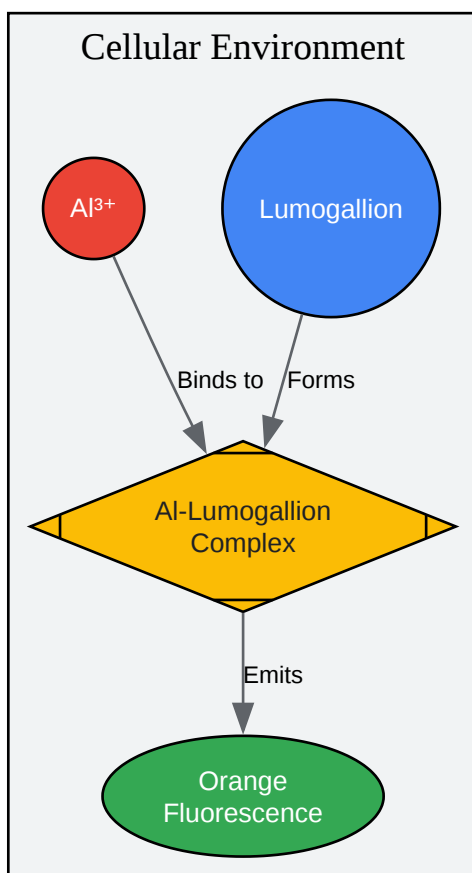 Cellular Environment
Al³⁺
Lumogallion
Binds to
Forms
Al-Lumogallion
Complex
Emits
Orange
Fluorescence